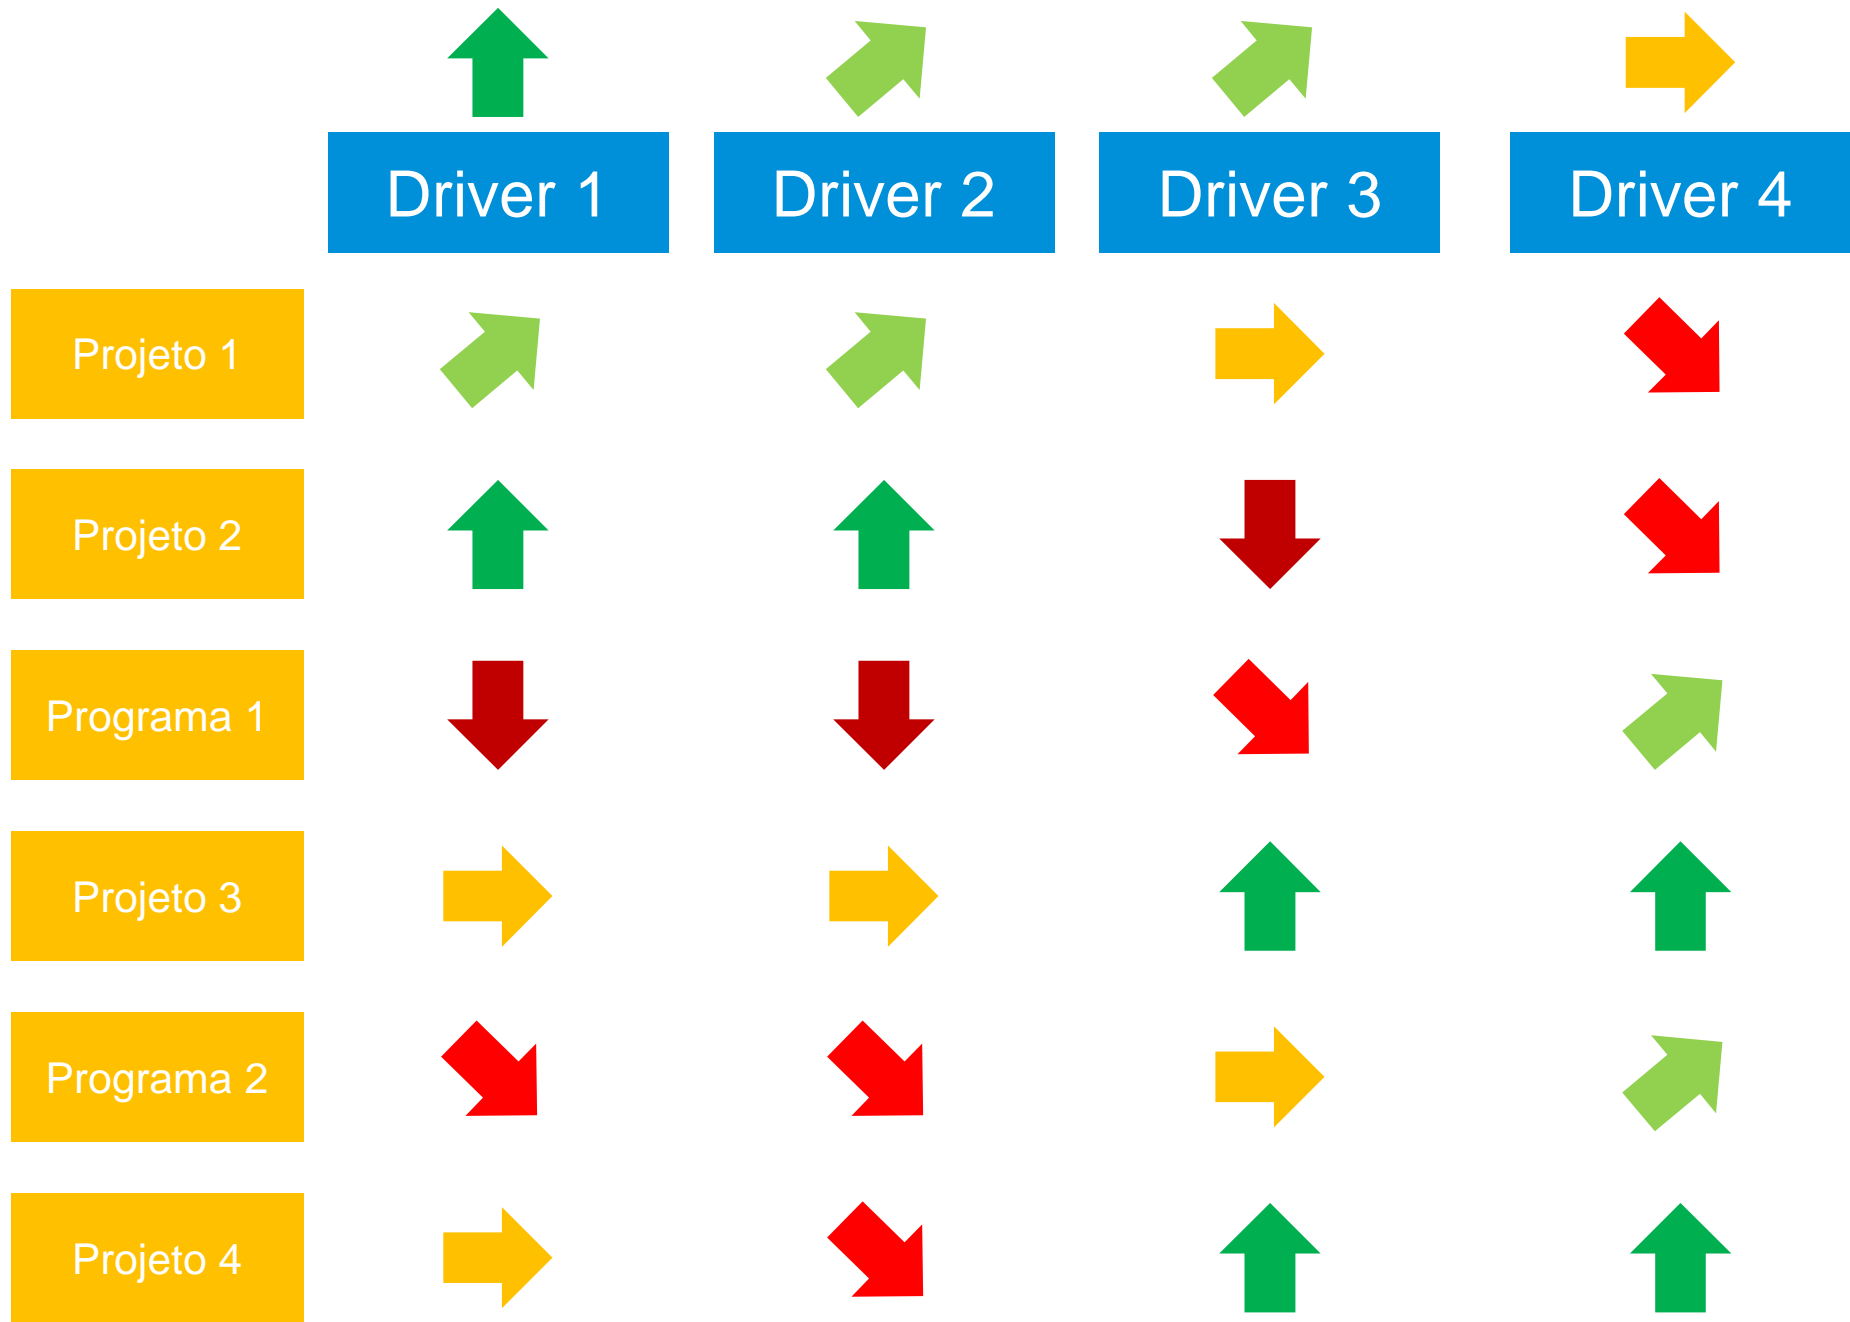 Driver 1
Driver 2
Driver 3
Driver 4
Projeto 1
Projeto 2
Programa 1
Projeto 3
Programa 2
Projeto 4